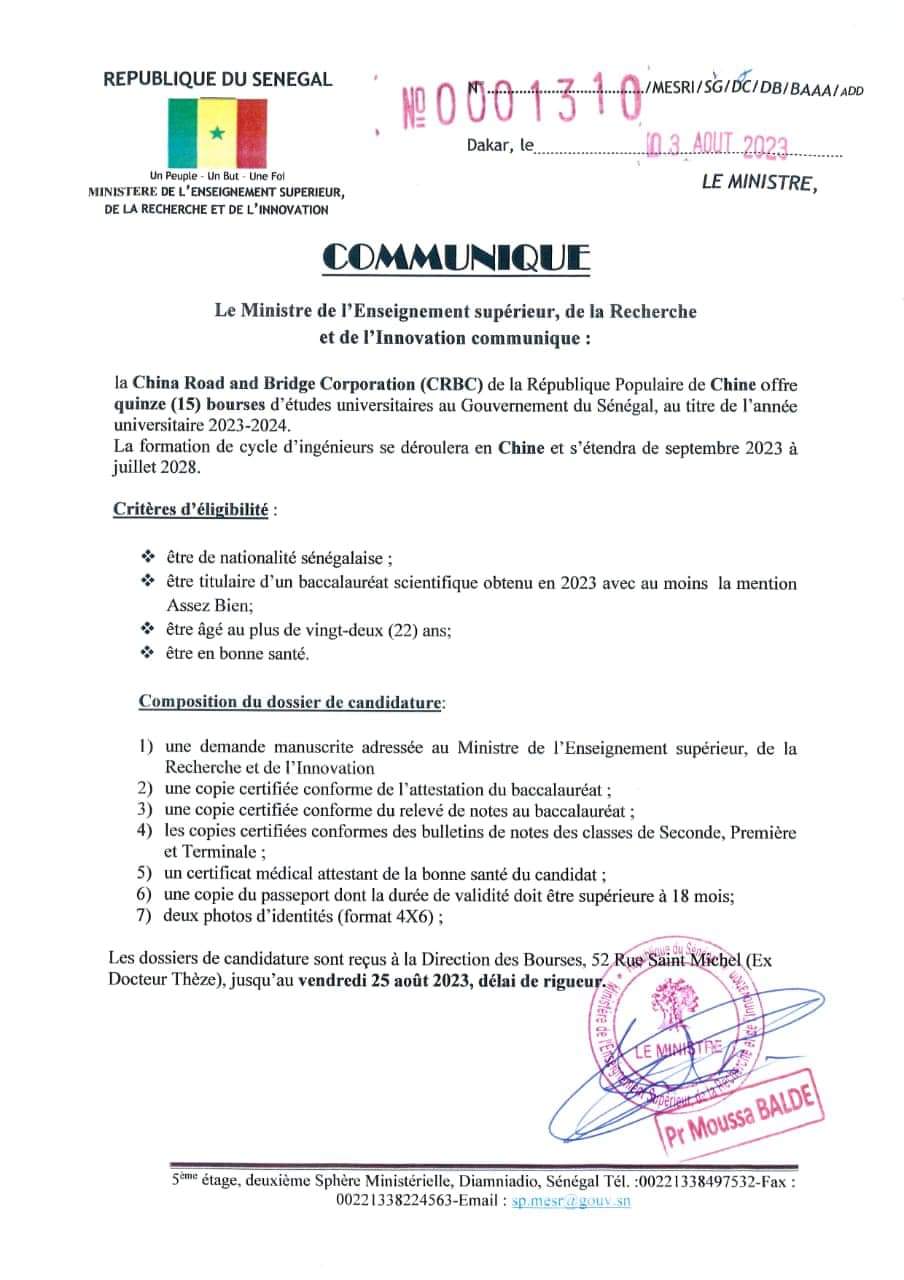 REPUBLIQUE DU SENEGAL
Un Peuple - Un But - Une Foi
MINISTERE DE L'ENSEIGNEMENT SUPERIEUR,
DE LA RECHERCHE ET DE L'INNOVATION
N° 0001310 /MESRI/SG/DC/DB/BAAA/ADD
Dakar, le 03 AOUT 2023
LE MINISTRE,
COMMUNIQUE
Le Ministre de l'Enseignement supérieur, de la Recherche
et de l'Innovation communique :
la China Road and Bridge Corporation (CRBC) de la République Populaire de Chine offre
quinze (15) bourses d'études universitaires au Gouvernement du Sénégal, au titre de l'année
universitaire 2023-2024.
La formation de cycle d'ingénieurs se déroulera en Chine et s'étendra de septembre 2023 à
juillet 2028.
Critères d'éligibilité :
❖ être de nationalité sénégalaise ;
❖ être titulaire d'un baccalauréat scientifique obtenu en 2023 avec au moins la mention
Assez Bien;
❖ être âgé au plus de vingt-deux (22) ans;
❖ être en bonne santé.
Composition du dossier de candidature:
1) une demande manuscrite adressée au Ministre de l'Enseignement supérieur, de la
Recherche et de l'Innovation
2) une copie certifiée conforme de l'attestation du baccalauréat ;
3) une copie certifiée conforme du relevé de notes au baccalauréat ;
4) les copies certifiées conformes des bulletins de notes des classes de Seconde, Première
et Terminale ;
5) un certificat médical attestant de la bonne santé du candidat ;
6) une copie du passeport dont la durée de validité doit être supérieure à 18 mois;
7) deux photos d'identités (format 4X6) ;
Les dossiers de candidature sont reçus à la Direction des Bourses, 52 Rue Saint Michel (Ex
Docteur Thèze), jusqu'au vendredi 25 août 2023, délai de rigueur.
République du Sénégal
Ministère de l'Enseignement Supérieur, de la Recherche et de l'Innovation
LE MINISTRE
Pr Moussa BALDE
5ème étage, deuxième Sphère Ministérielle, Diamniadio, Sénégal Tél. :00221338497532-Fax :
00221338224563-Email : sp.mesr@gouv.sn